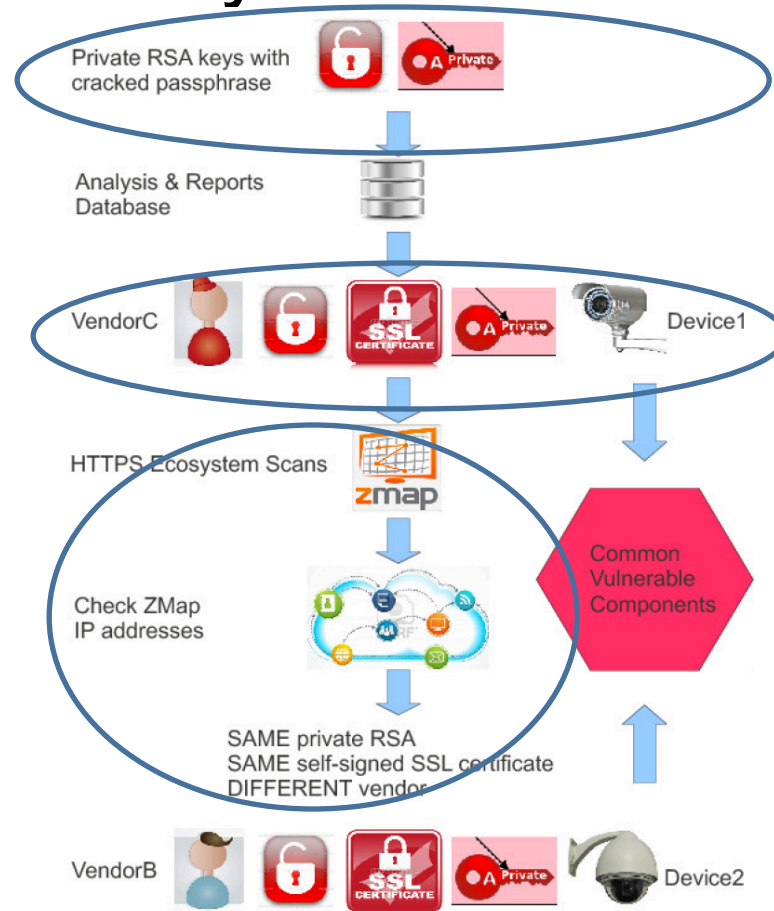 Private RSA keys with
cracked passphrase
A Private
Analysis & Reports
Database
VendorC
SSL
CERTIFICATE
A Private
Device1
HTTPS Ecosystem Scans
zmap
Common
Vulnerable
Components
Check ZMap
IP addresses
SAME private RSA
SAME self-signed SSL certificate
DIFFERENT vendor
VendorB
SSL
CERTIFICATE
A Private
Device2